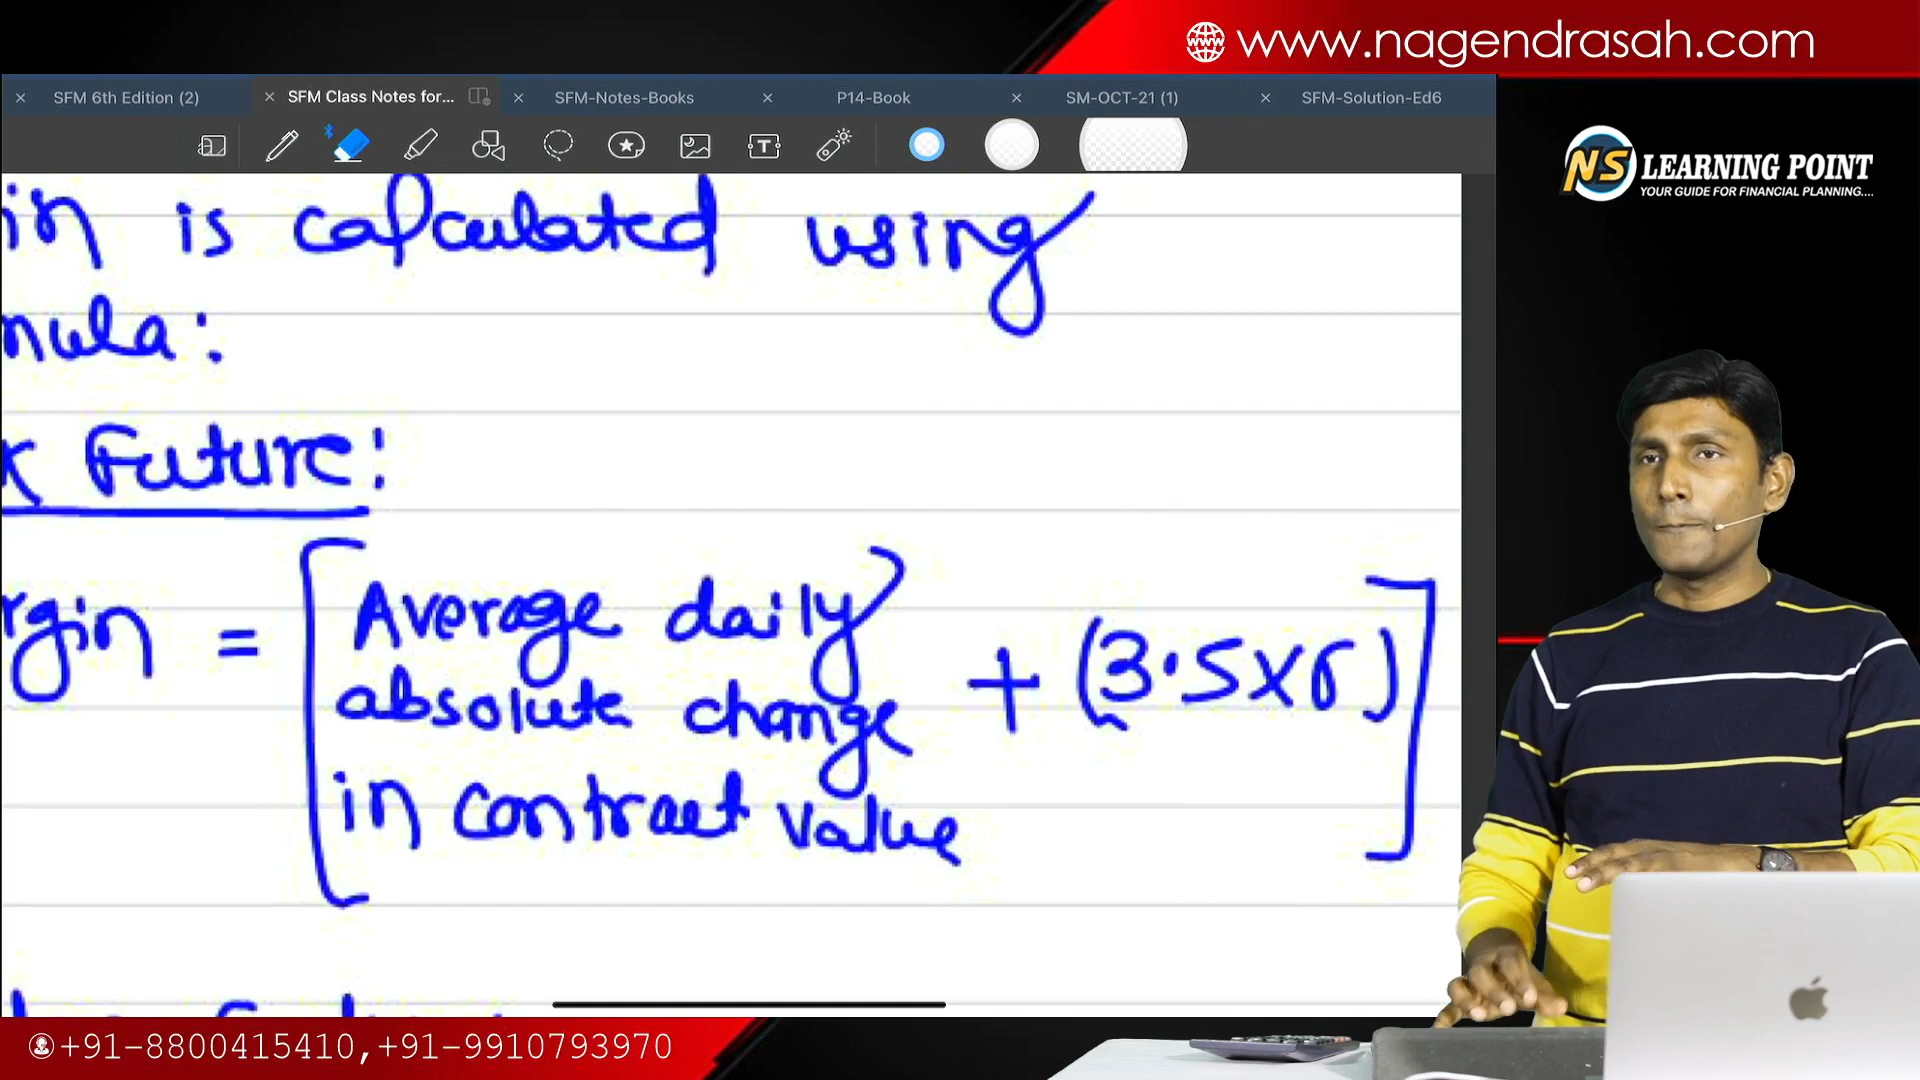 www.nagendrasah.com
SFM 6th Edition (2)
SFM Class Notes for...
SFM-Notes-Books
P14-Book
SM-OCT-21 (1)
SFM-Solution-Ed6
T
NS LEARNING POINT
YOUR GUIDE FOR FINANCIAL PLANNING....
in is calculated using
mula:
k Future:
rgin = [Average daily
absolute change + (3.5×σ)]
in contract value
+91-8800415410,+91-9910793970